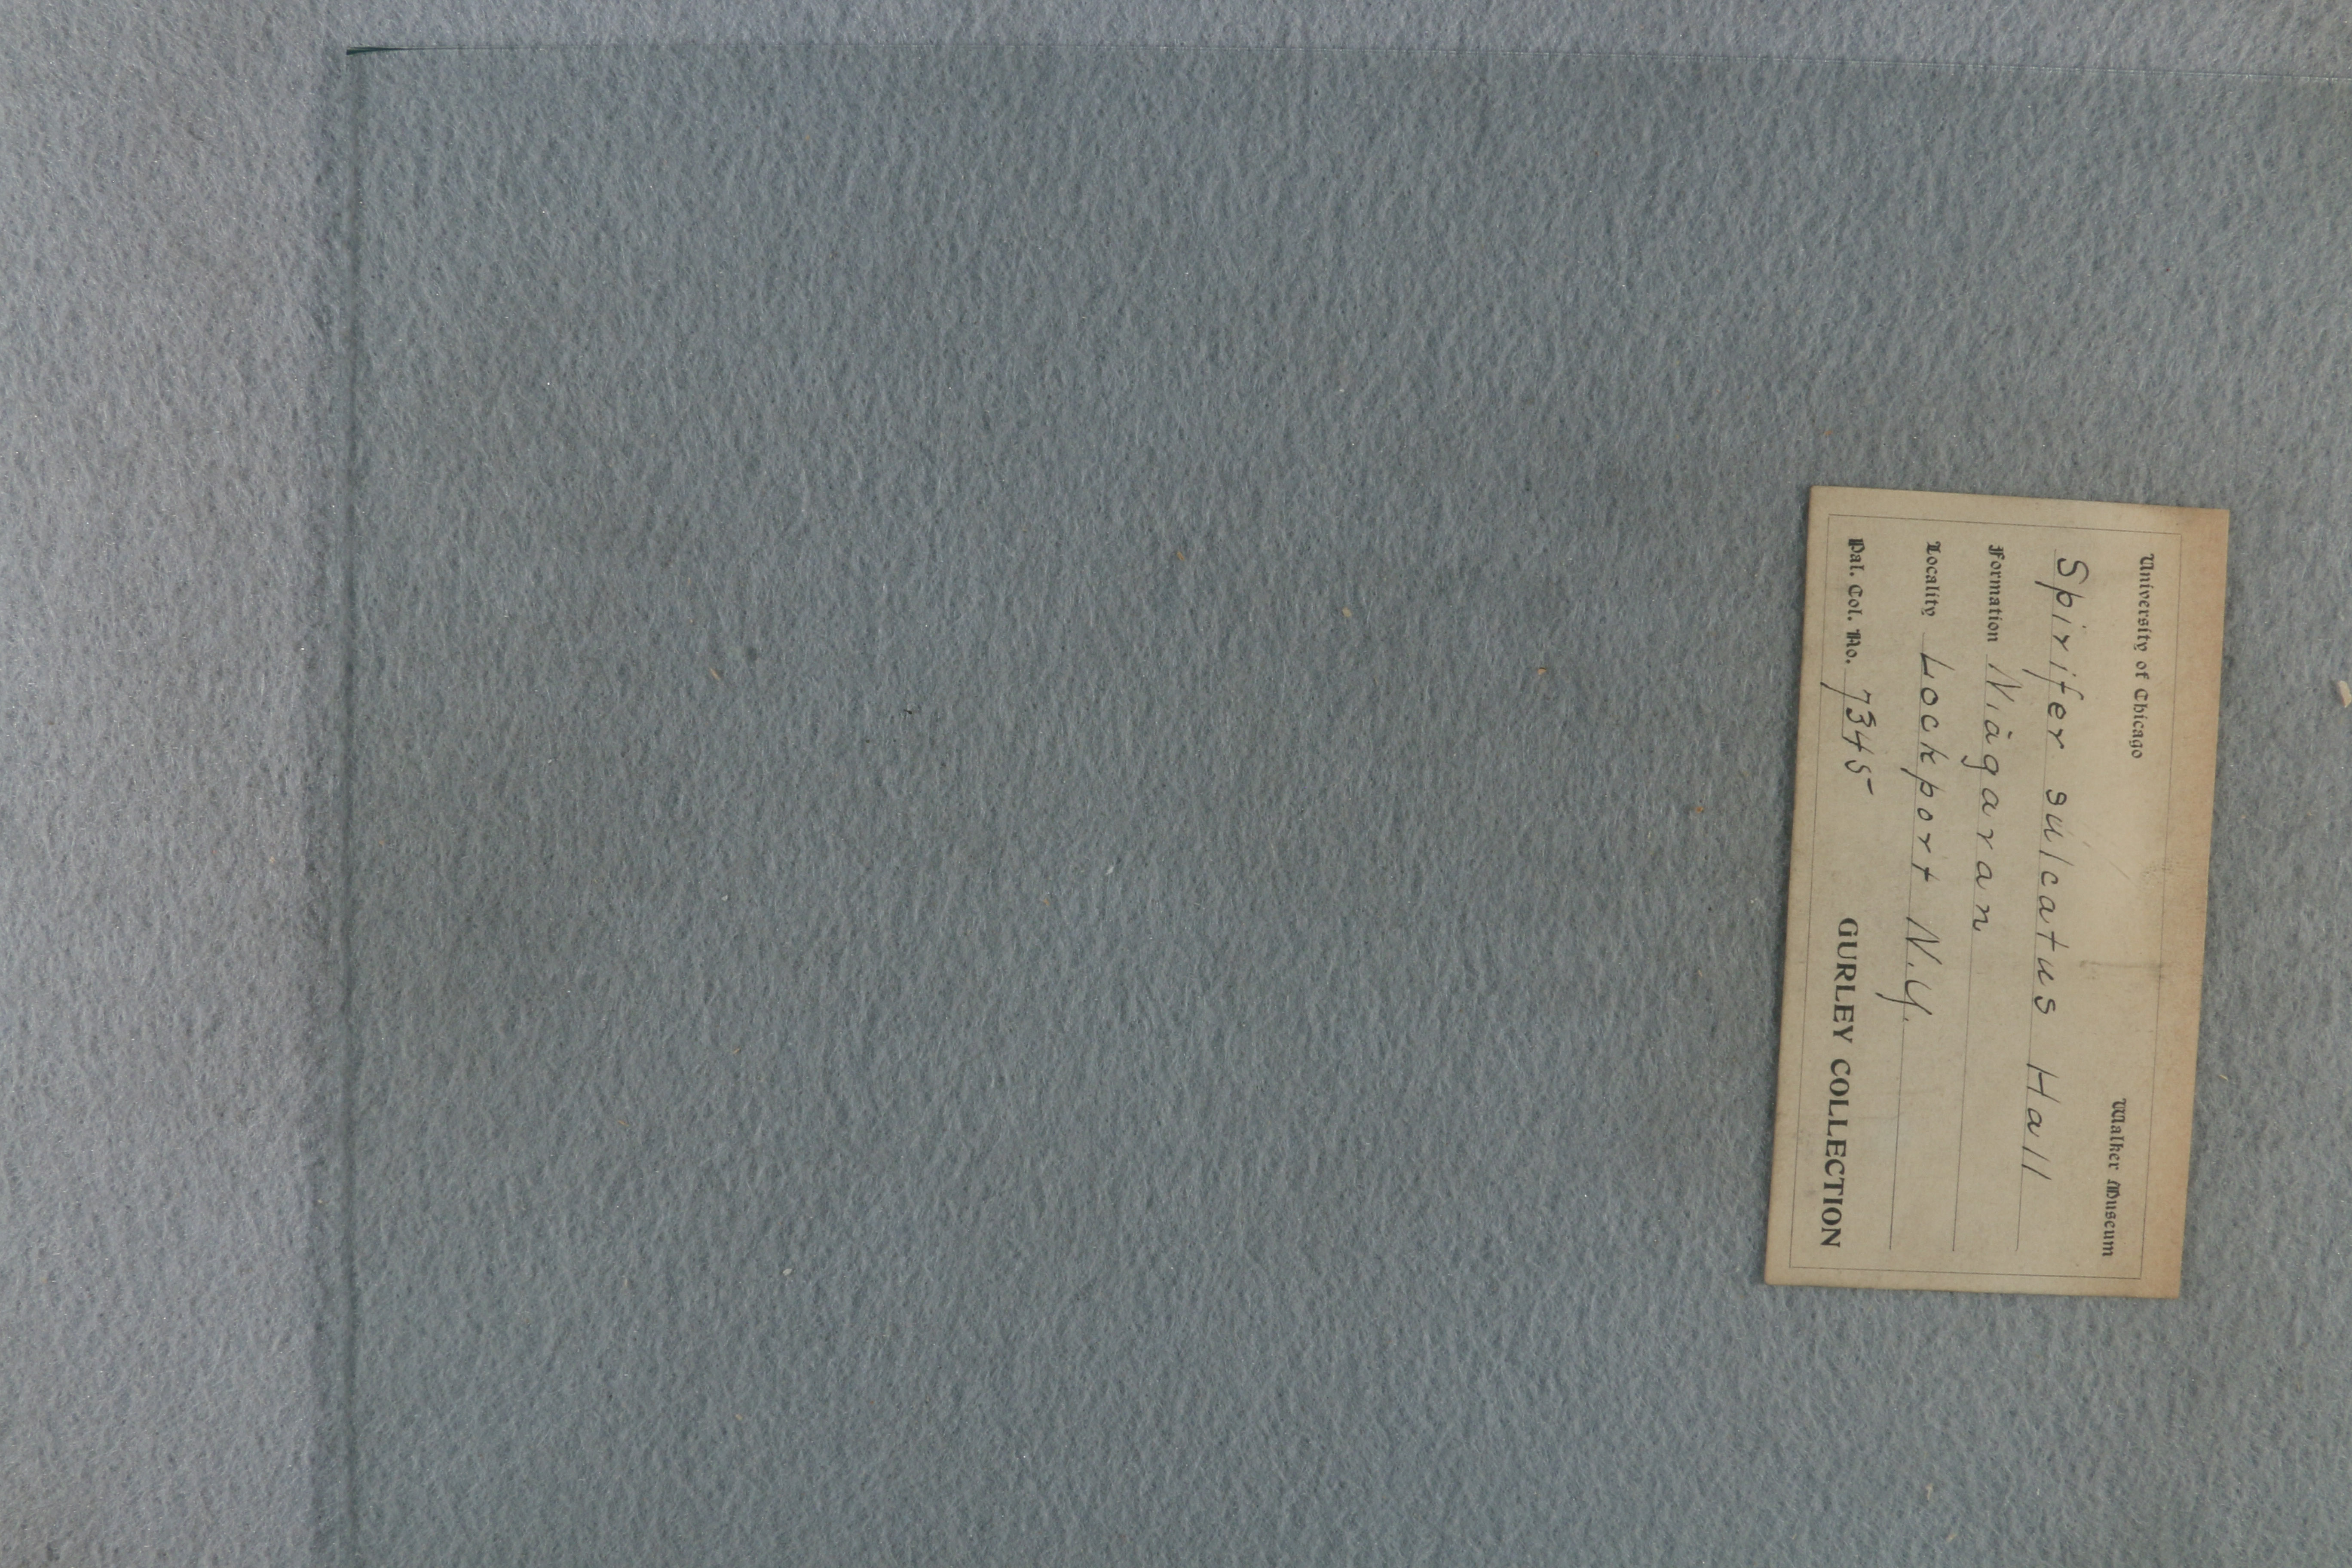 University of Chicago Walker Museum
Spirifer sulcatus Hall
Formation Niagaran
Locality Lockport N.Y.
Pal. Col. No. 7345 GURLEY COLLECTION